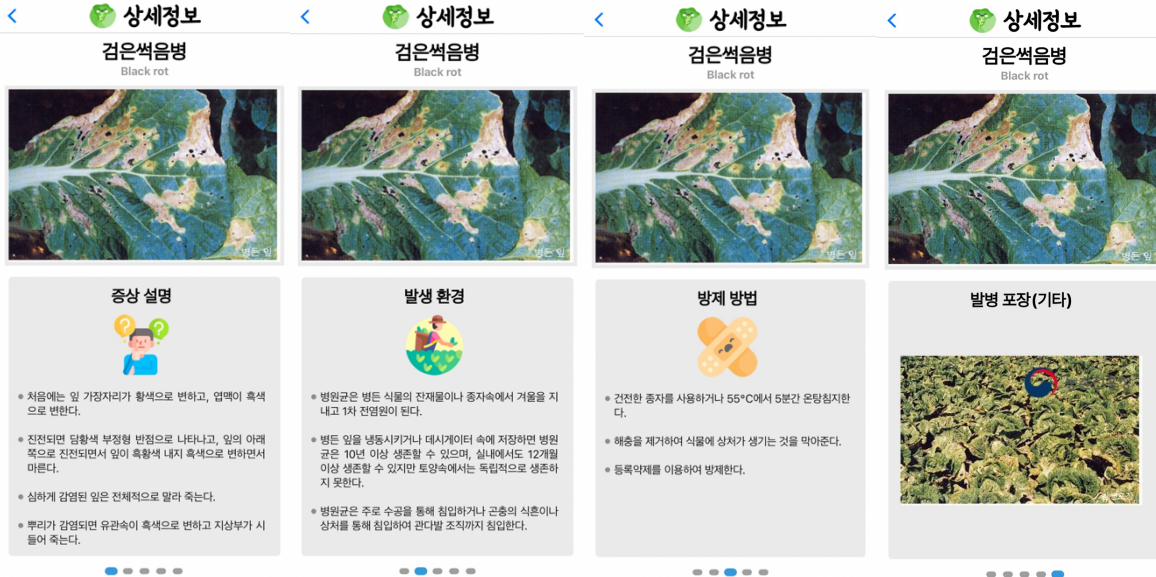 상세정보
검은썩음병
Black rot
병든 잎
증상 설명
처음에는 잎 가장자리가 황색으로 변하고, 엽맥이 흑색
으로 변한다.
진전되면 담황색 부정형 반점으로 나타나고, 잎의 아래
쪽으로 진전되면서 잎이 흑황색 내지 흑색으로 변하면서
마른다.
심하게 감염된 잎은 전체적으로 말라 죽는다.
뿌리가 감염되면 유관속이 흑색으로 변하고 지상부가 시
들어 죽는다.
상세정보
검은썩음병
Black rot
병든 잎
발생 환경
병원균은 병든 식물의 잔재물이나 종자속에서 겨울을 지
내고 1차 전염원이 된다.
병든 잎을 냉동시키거나 데시게이터 속에 저장하면 병원
균은 10년 이상 생존할 수 있으며, 실내에서도 12개월
이상 생존할 수 있지만 토양속에서는 독립적으로 생존하
지 못한다.
병원균은 주로 수공을 통해 침입하거나 곤충의 식흔이나
상처를 통해 침입하여 관다발 조직까지 침입한다.
상세정보
검은썩음병
Black rot
병든 잎
방제 방법
건전한 종자를 사용하거나 55°C에서 5분간 온탕침지한
다.
해충을 제거하여 식물에 상처가 생기는 것을 막아준다.
등록약제를 이용하여 방제한다.
상세정보
검은썩음병
Black rot
병든 잎
발병 포장(기타)